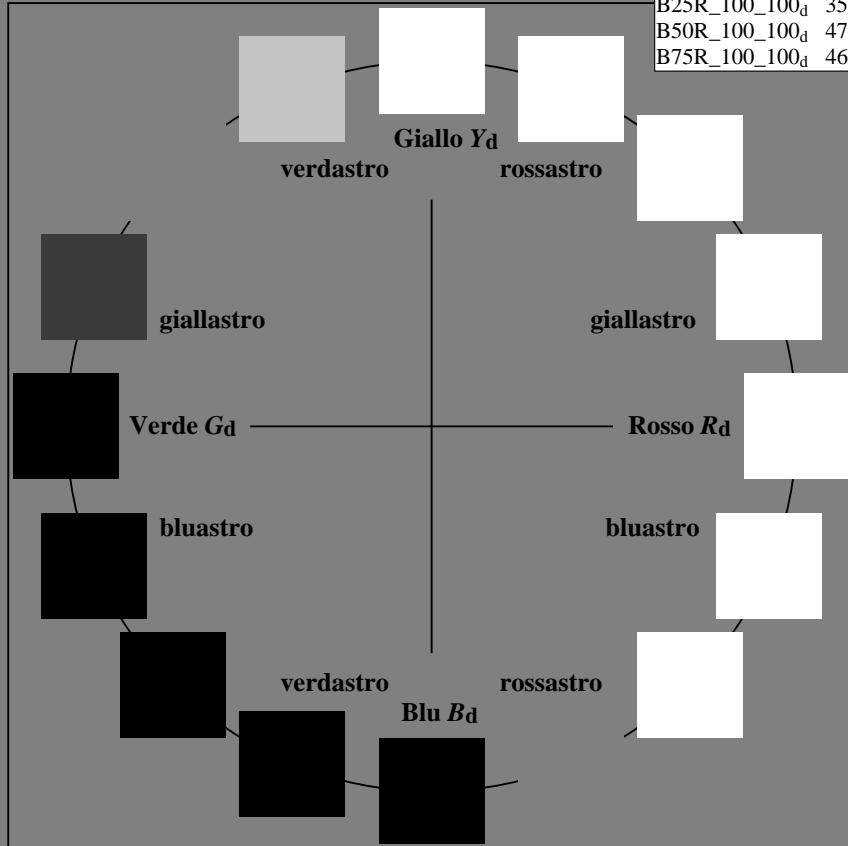 B25R_100_100d 35
B50R_100_100d 47
B75R_100_100d 46
Giallo Yd
verdastro rossastro
giallastro giallastro
Verde Gd Rosso Rd
bluastro bluastro
verdastro rossastro
Blu Bd